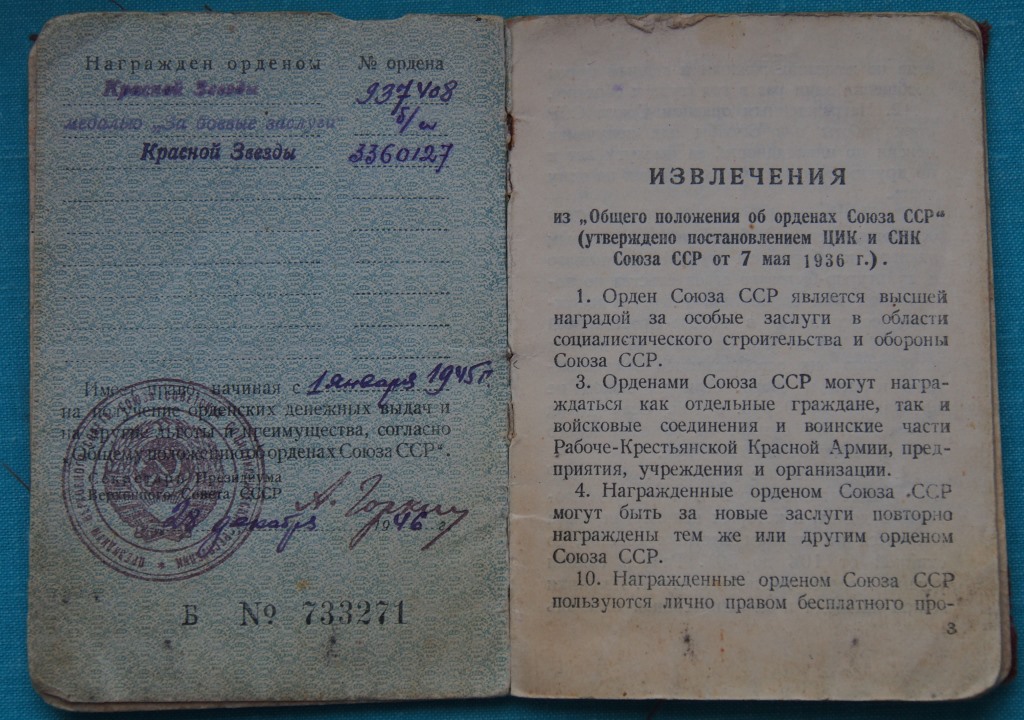 Награжден орденом № ордена
Красной Звезды 937408
медалью „За боевые заслуги“ б/н
Красной Звезды 3360127
Имеет право, начиная с 1 января 1945 г
на получение орденских денежных выдач и
на другие льготы и преимущества, согласно
„Общему положению об орденах Союза ССР“.
Секретарь Президиума
Верховного Совета СССР А. Горкин
28 декабря 1946 г.
Б № 733271
ИЗВЛЕЧЕНИЯ
из „Общего положения об орденах Союза ССР“
(утверждено постановлением ЦИК и СНК
Союза ССР от 7 мая 1936 г.).
1. Орден Союза ССР является высшей
наградой за особые заслуги в области
социалистического строительства и обороны
Союза ССР.
3. Орденами Союза ССР могут награ-
ждаться как отдельные граждане, так и
войсковые соединения и воинские части
Рабоче-Крестьянской Красной Армии, пред-
приятия, учреждения и организации.
4. Награжденные орденом Союза ССР
могут быть за новые заслуги повторно
награждены тем же или другим орденом
Союза ССР.
10. Награжденные орденом Союза ССР
пользуются лично правом бесплатного про-
3